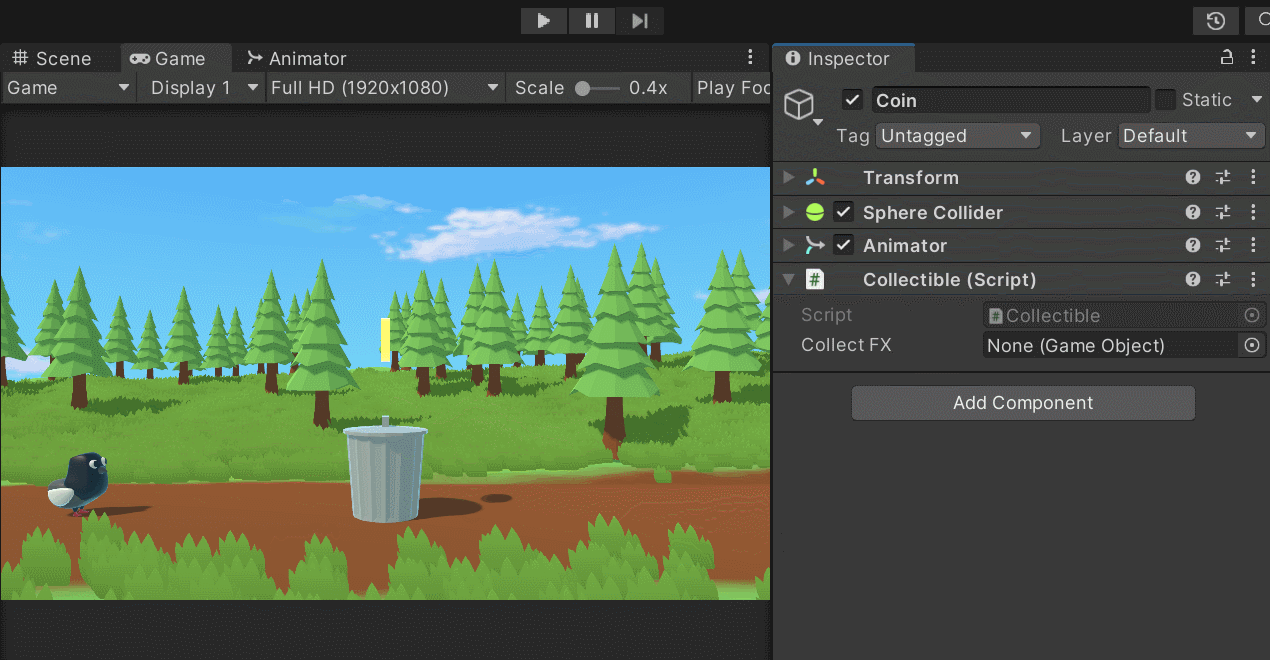 Scene Game Animator
Game Display 1 Full HD (1920x1080) Scale 0.4x Play Foc
Inspector
Coin Static
Tag Untagged Layer Default
Transform
Sphere Collider
Animator
# Collectible (Script)
Script # Collectible
Collect FX None (Game Object)
Add Component